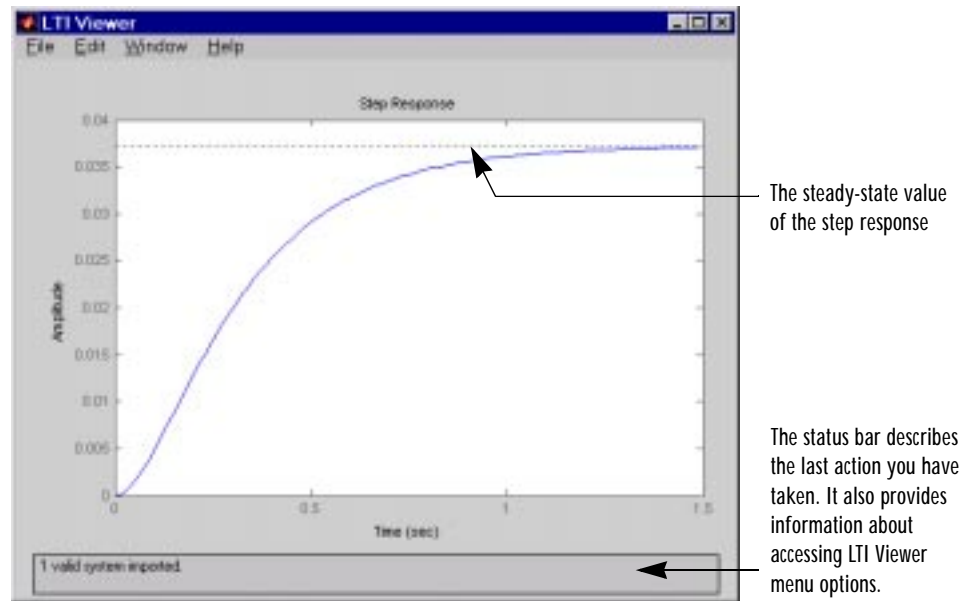 LTI Viewer
File Edit Window Help
Step Response
0.04
0.035
0.03
0.025
0.02
0.015
0.01
0.005
0
Amplitude
0 0.5 1 1.5
Time (sec)
1 valid system imported.
The steady-state value
of the step response
The status bar describes
the last action you have
taken. It also provides
information about
accessing LTI Viewer
menu options.